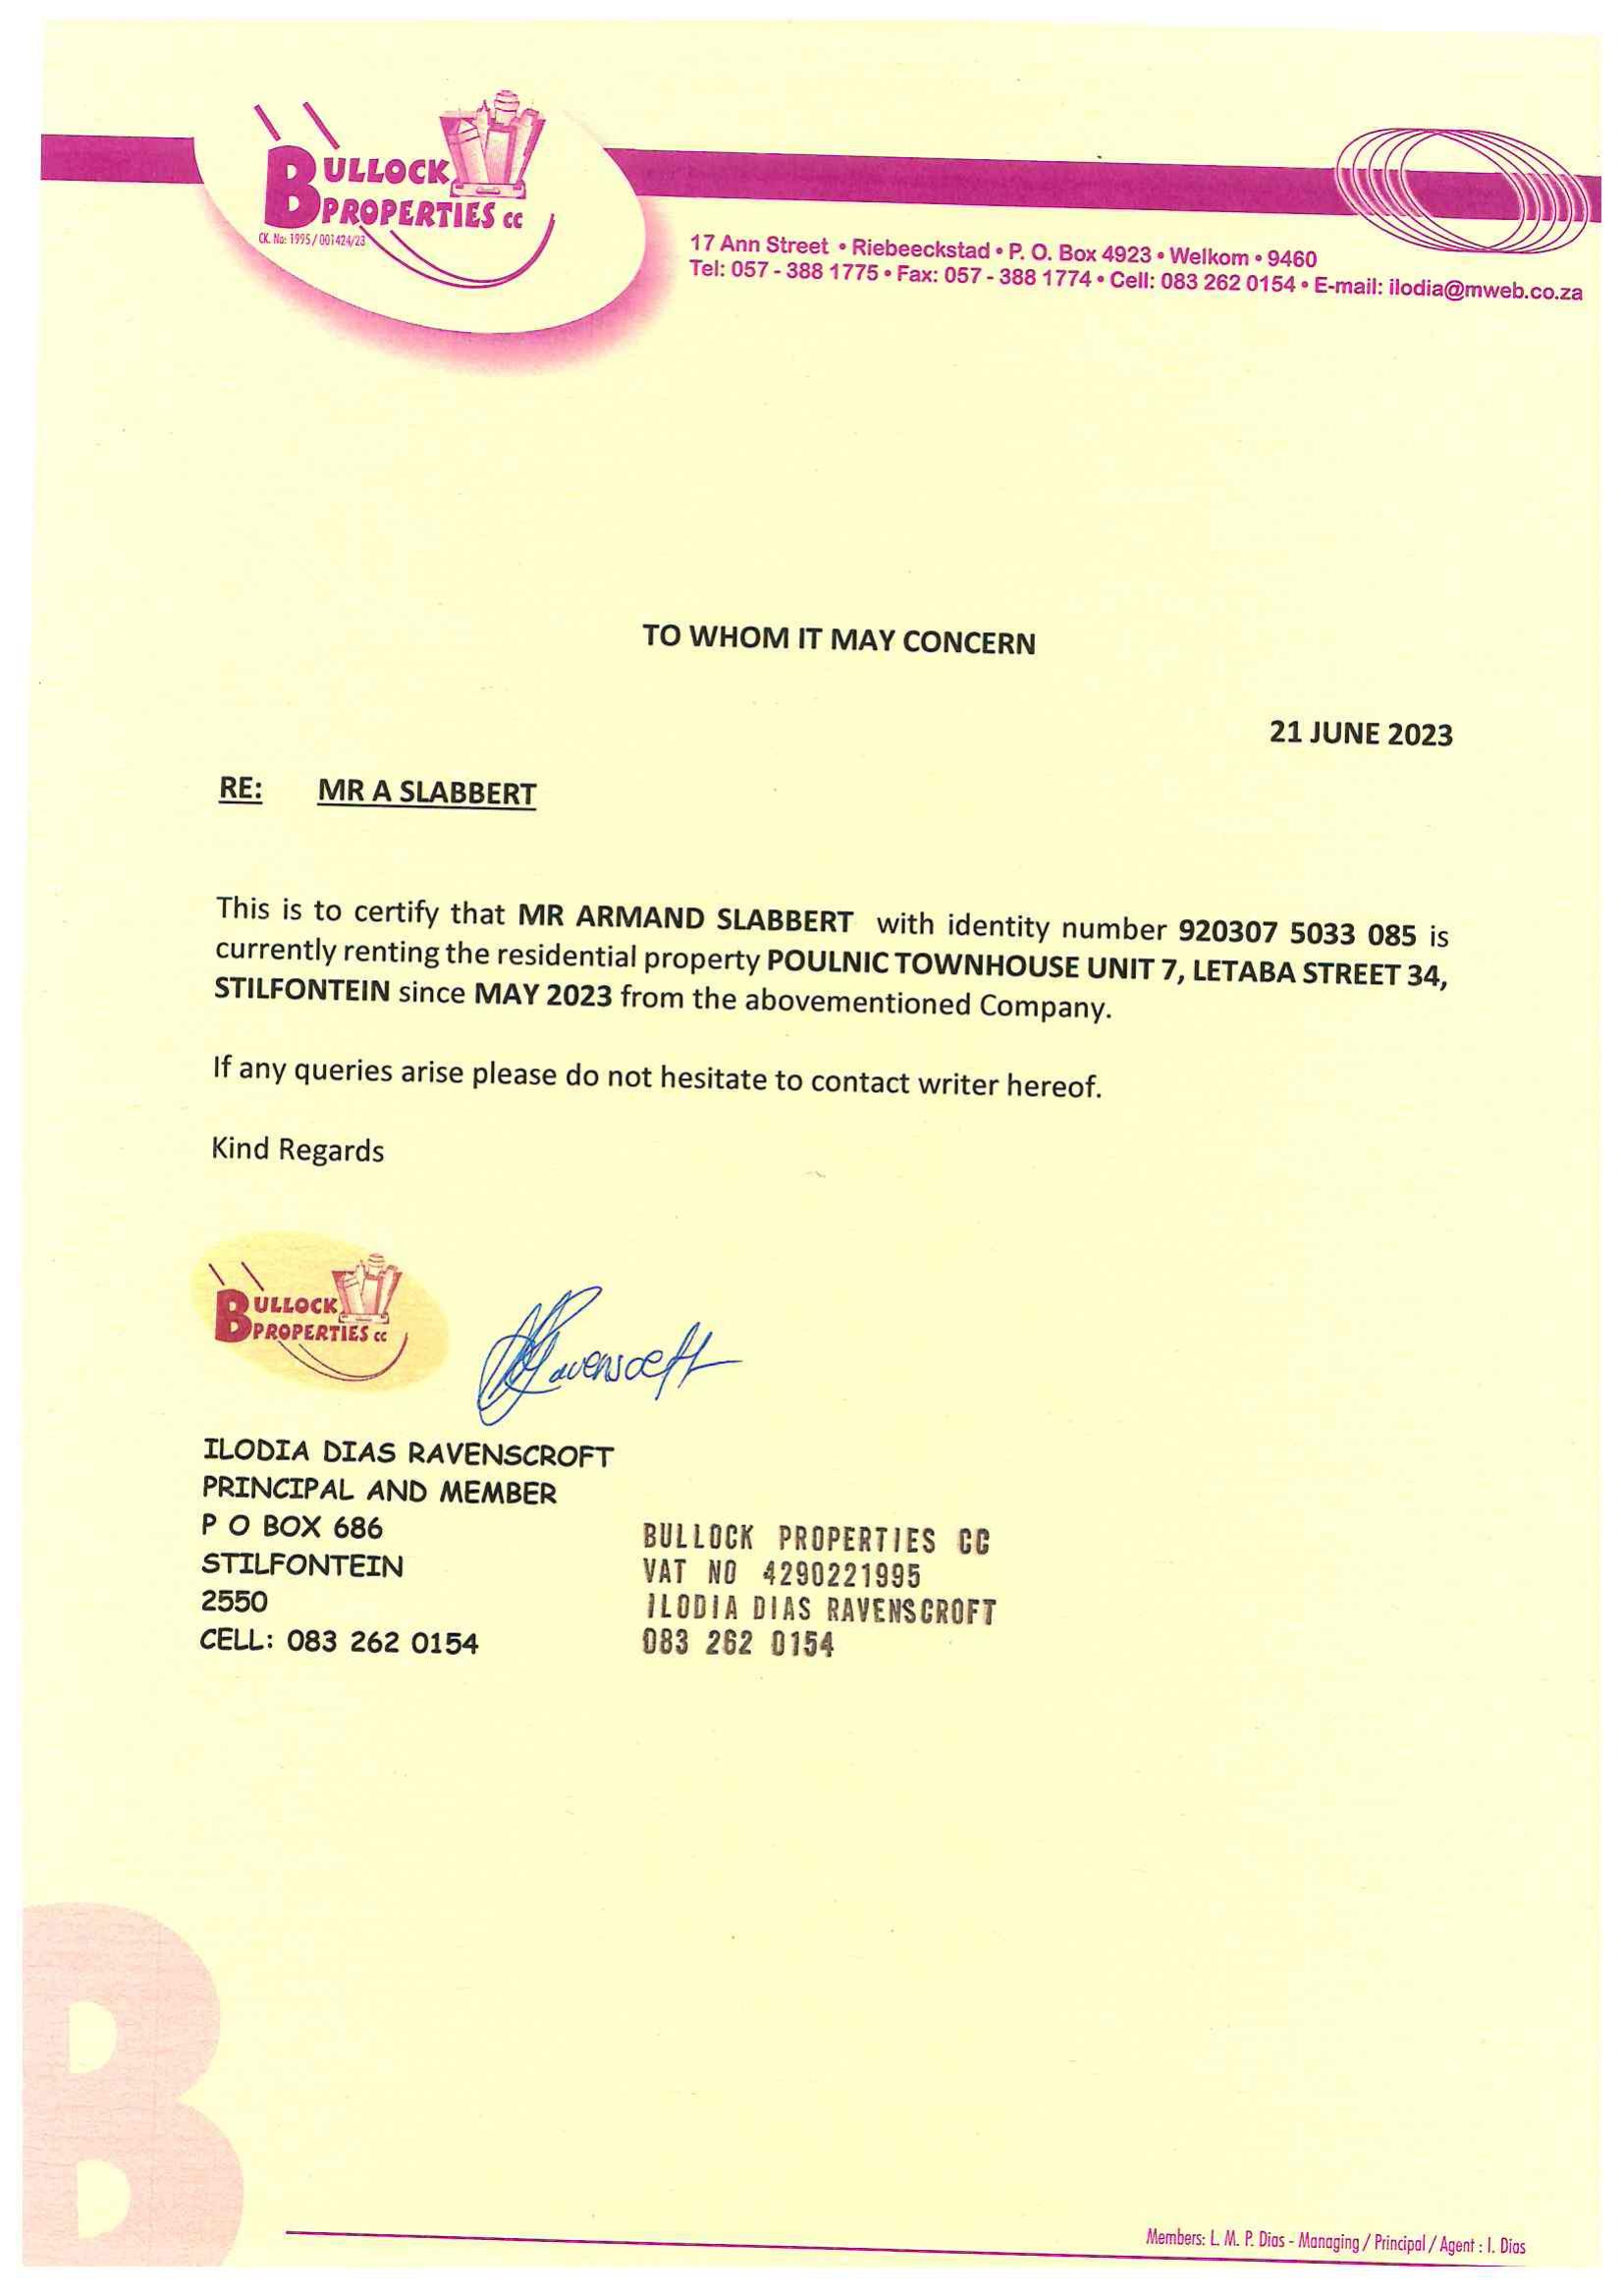 BULLOCK
PROPERTIES cc
CK. No: 1995/001424/23
17 Ann Street • Riebeeckstad • P. O. Box 4923 • Welkom • 9460
Tel: 057 - 388 1775 • Fax: 057 - 388 1774 • Cell: 083 262 0154 • E-mail: ilodia@mweb.co.za
TO WHOM IT MAY CONCERN
21 JUNE 2023
RE: MR A SLABBERT
This is to certify that MR ARMAND SLABBERT with identity number 920307 5033 085 is
currently renting the residential property POULNIC TOWNHOUSE UNIT 7, LETABA STREET 34,
STILFONTEIN since MAY 2023 from the abovementioned Company.
If any queries arise please do not hesitate to contact writer hereof.
Kind Regards
BULLOCK
PROPERTIES cc
ILODIA DIAS RAVENSCROFT
PRINCIPAL AND MEMBER
P O BOX 686
STILFONTEIN
2550
CELL: 083 262 0154
BULLOCK PROPERTIES CC
VAT NO 4290221995
ILODIA DIAS RAVENSCROFT
083 262 0154
B
Members: L. M. P. Dias - Managing / Principal / Agent : I. Dias